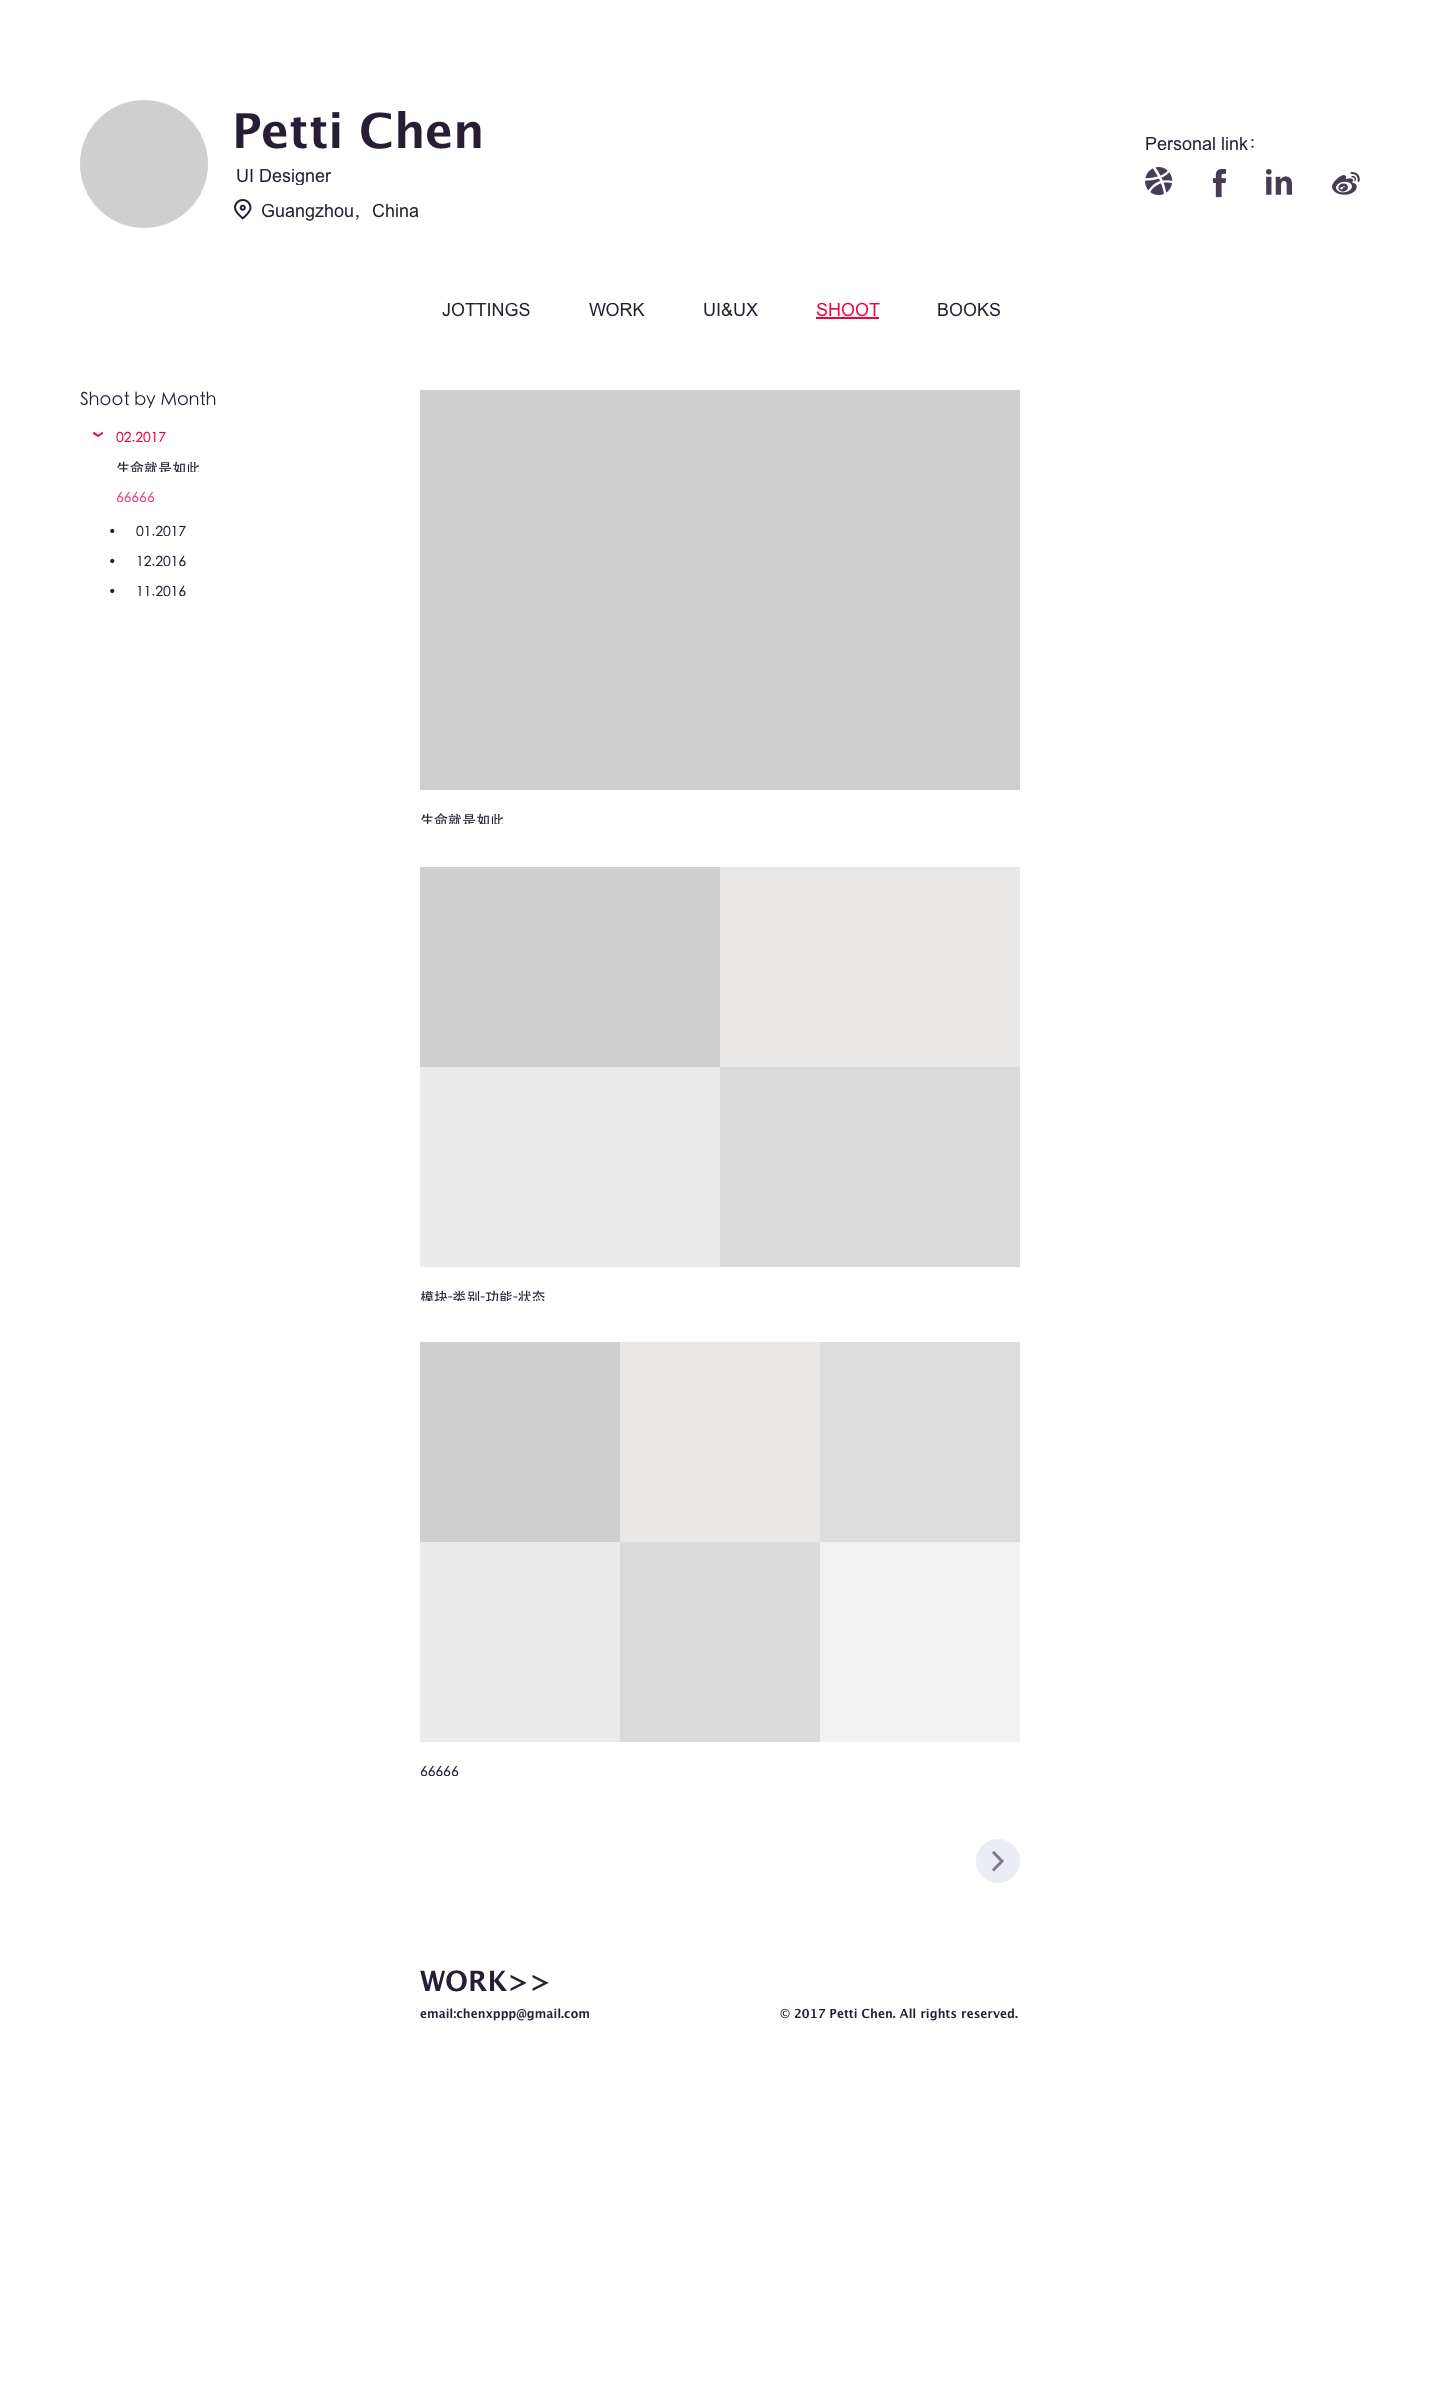 Petti Chen
UI Designer
Guangzhou，China
Personal link：
JOTTINGS WORK UI&UX SHOOT BOOKS
Shoot by Month
02.2017
生命就是如此
66666
• 01.2017
• 12.2016
• 11.2016
生命就是如此
模块-类别-功能-状态
66666
WORK>>
email:chenxppp@gmail.com
© 2017 Petti Chen. All rights reserved.